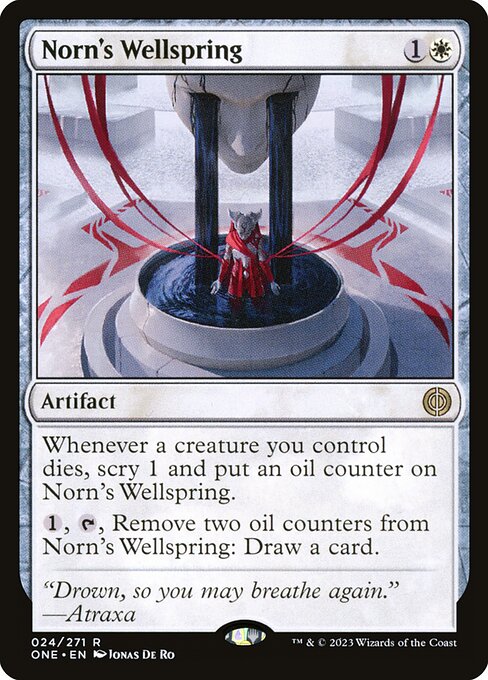 Norn's Wellspring 1
Artifact
Whenever a creature you control
dies, scry 1 and put an oil counter on
Norn's Wellspring.
1, , Remove two oil counters from
Norn's Wellspring: Draw a card.
“Drown, so you may breathe again.”
—Atraxa
024/271 R
ONE • EN Jonas De Ro
™ & © 2023 Wizards of the Coast